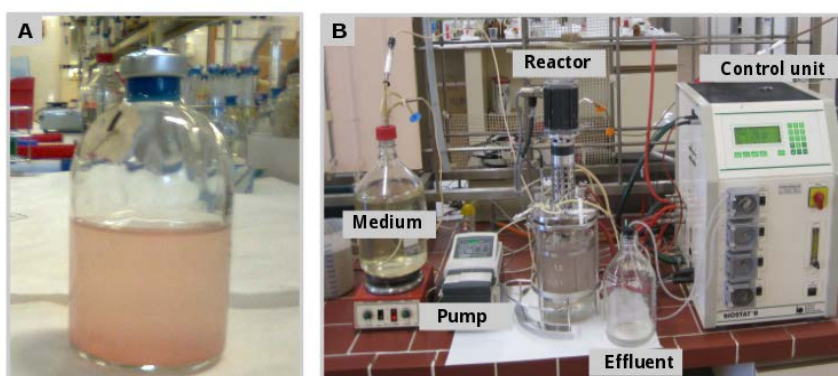 A
B
Reactor
Control unit
Medium
Pump
Effluent
BIOSTAT B